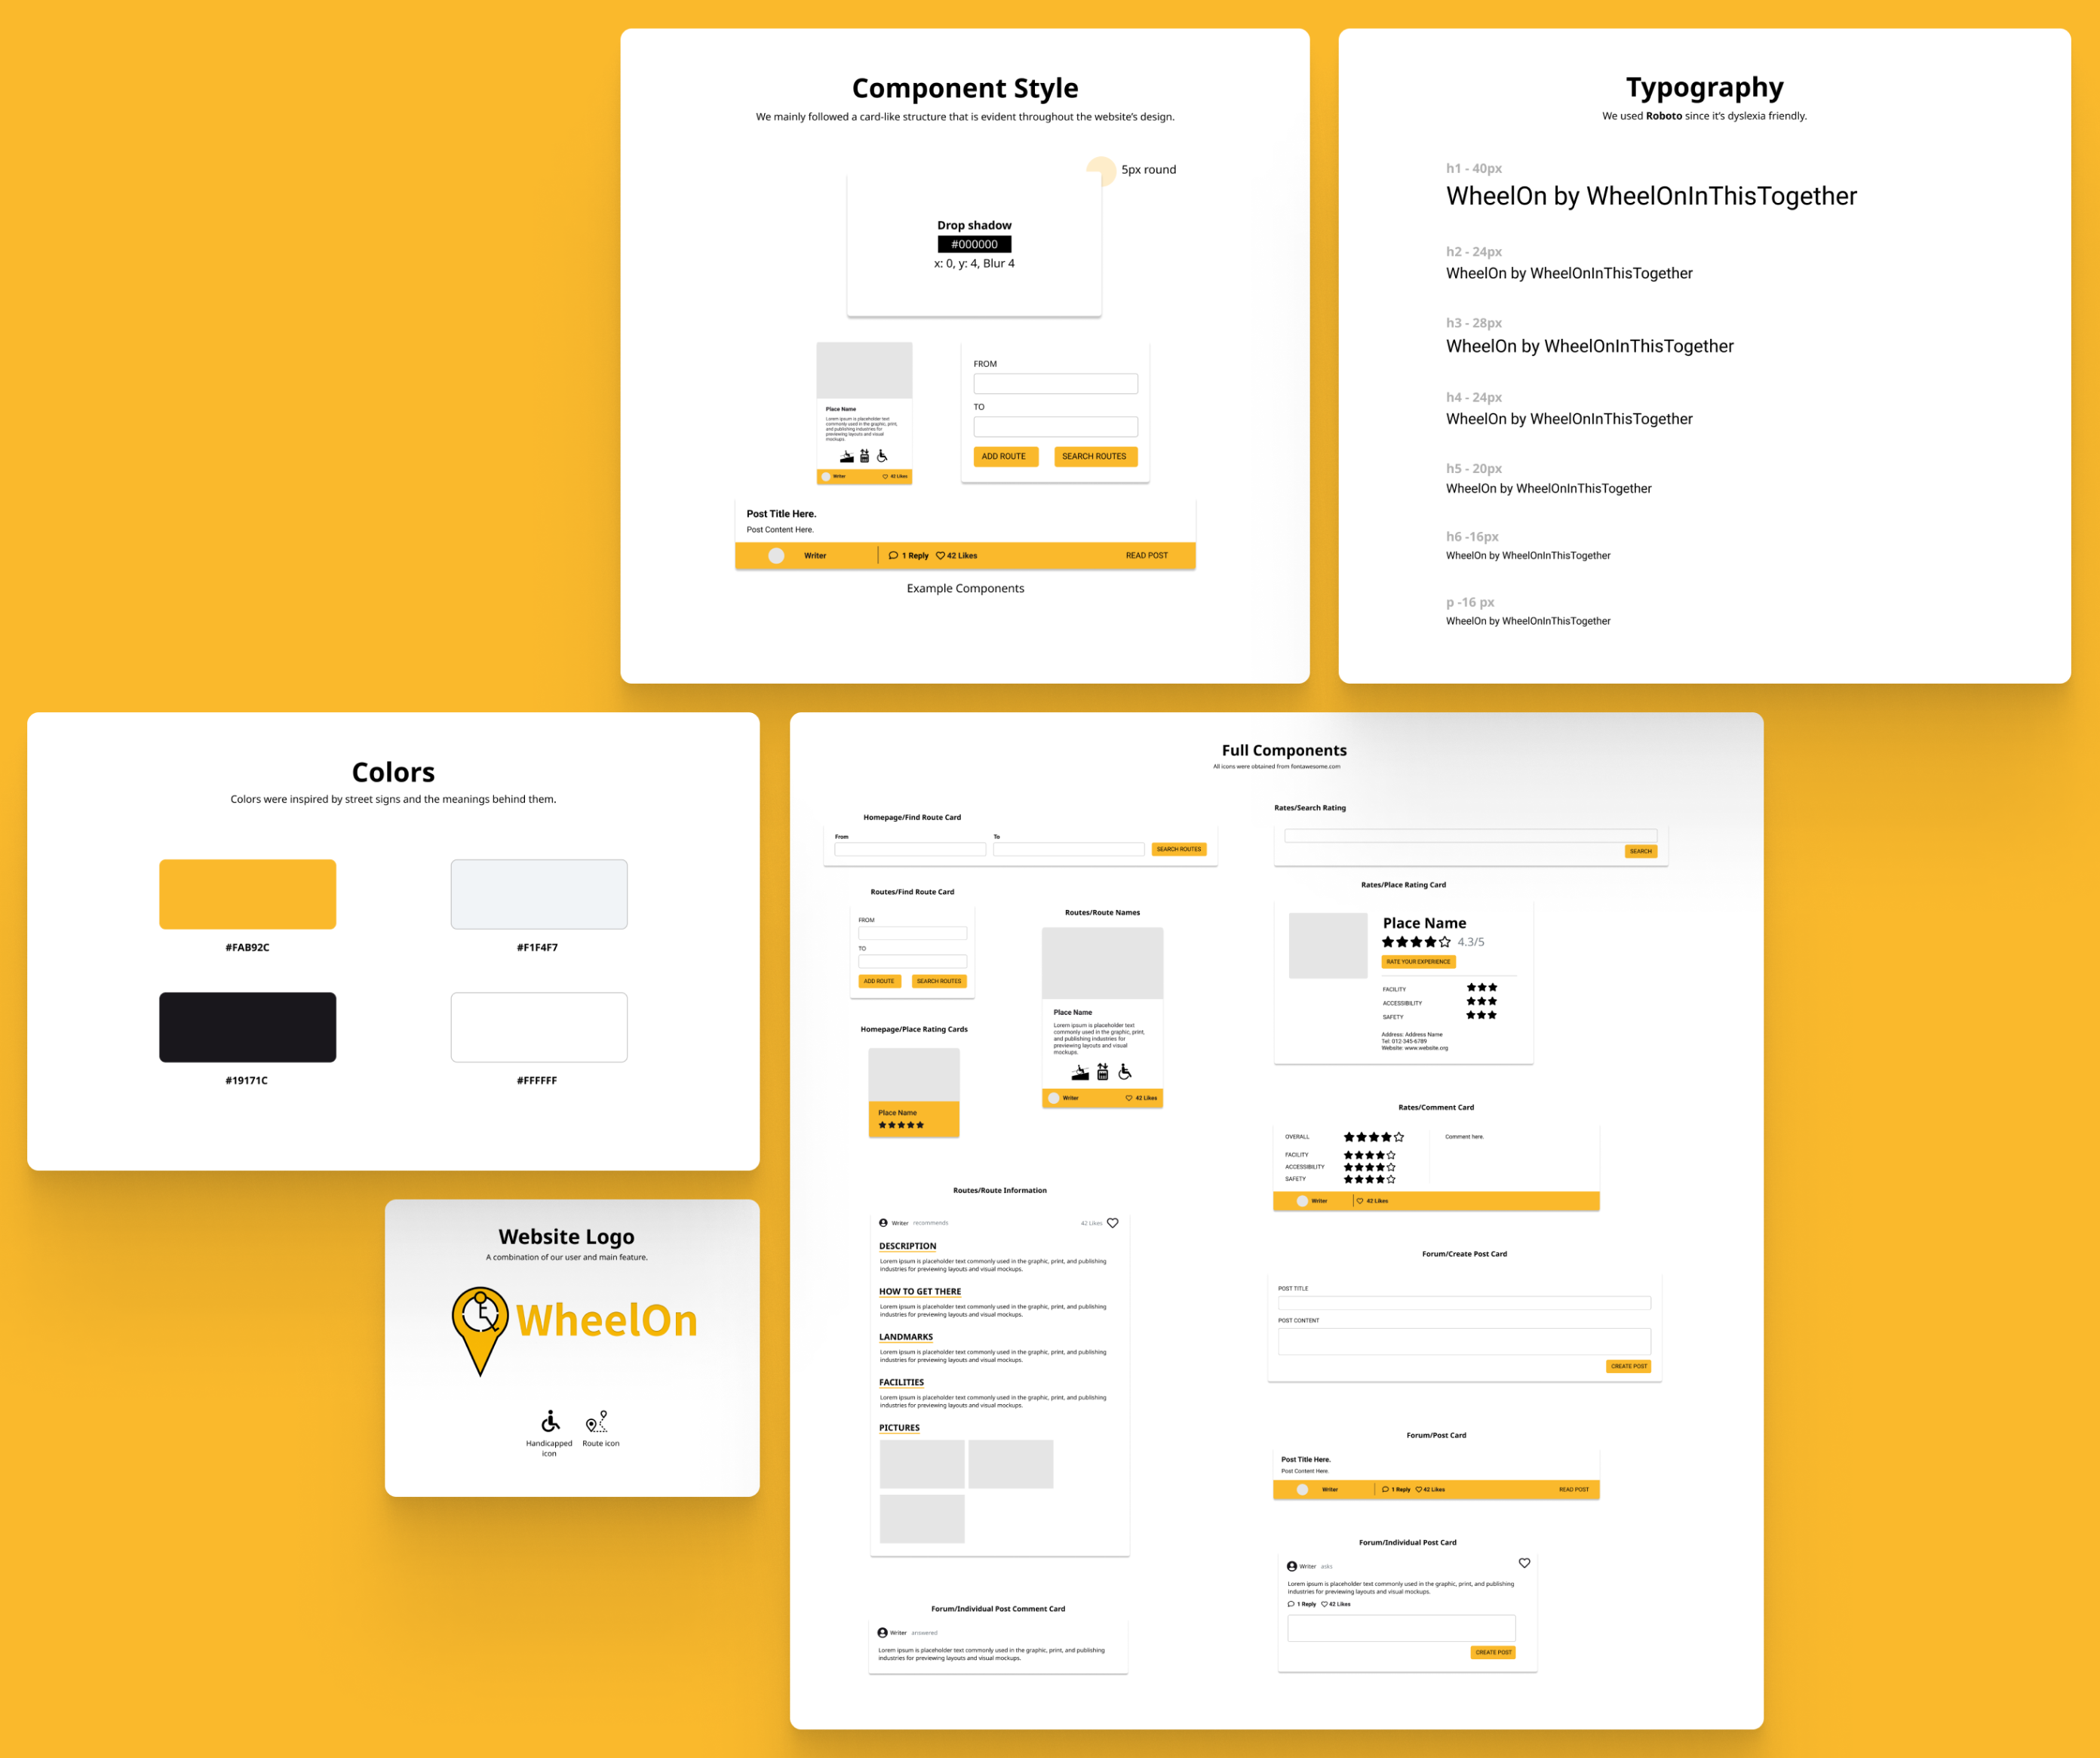 Component Style
We mainly followed a card-like structure that is evident throughout the website's design.
5px round
Drop shadow
#000000
x: 0, y: 4, Blur 4
Place Name
Lorem ipsum is placeholder text
commonly used in the graphic, print,
and publishing industries for
previewing layouts and visual
mockups.
Writer
42 Likes
FROM
TO
ADD ROUTE
SEARCH ROUTES
Post Title Here.
Post Content Here.
Writer
1 Reply
42 Likes
READ POST
Example Components
Typography
We used Roboto since it's dyslexia friendly.
h1 - 40px
WheelOn by WheelOnInThisTogether
h2 - 24px
WheelOn by WheelOnInThisTogether
h3 - 28px
WheelOn by WheelOnInThisTogether
h4 - 24px
WheelOn by WheelOnInThisTogether
h5 - 20px
WheelOn by WheelOnInThisTogether
h6 -16px
WheelOn by WheelOnInThisTogether
p -16 px
WheelOn by WheelOnInThisTogether
Colors
Colors were inspired by street signs and the meanings behind them.
#FAB92C
#F1F4F7
#19171C
#FFFFFF
Website Logo
A combination of our user and main feature.
WheelOn
Handicapped
icon
Route icon
Full Components
All icons were obtained from fontawesome.com
Homepage/Find Route Card
From
To
SEARCH ROUTES
Routes/Find Route Card
FROM
TO
ADD ROUTE
SEARCH ROUTES
Routes/Route Names
Place Name
Lorem ipsum is placeholder text
commonly used in the graphic, print,
and publishing industries for
previewing layouts and visual
mockups.
Writer
42 Likes
Homepage/Place Rating Cards
Place Name
Routes/Route Information
Writer recommends
42 Likes
DESCRIPTION
Lorem ipsum is placeholder text commonly used in the graphic, print, and publishing
industries for previewing layouts and visual mockups.
HOW TO GET THERE
Lorem ipsum is placeholder text commonly used in the graphic, print, and publishing
industries for previewing layouts and visual mockups.
LANDMARKS
Lorem ipsum is placeholder text commonly used in the graphic, print, and publishing
industries for previewing layouts and visual mockups.
FACILITIES
Lorem ipsum is placeholder text commonly used in the graphic, print, and publishing
industries for previewing layouts and visual mockups.
PICTURES
Forum/Individual Post Comment Card
Writer answered
Lorem ipsum is placeholder text commonly used in the graphic, print, and publishing
industries for previewing layouts and visual mockups.
Rates/Search Rating
SEARCH
Rates/Place Rating Card
Place Name
4.3/5
RATE YOUR EXPERIENCE
FACILITY
ACCESSIBILITY
SAFETY
Address: Address Name
Tel: 012-345-6789
Website: www.website.org
Rates/Comment Card
OVERALL
Comment here.
FACILITY
ACCESSIBILITY
SAFETY
Writer
42 Likes
Forum/Create Post Card
POST TITLE
POST CONTENT
CREATE POST
Forum/Post Card
Post Title Here.
Post Content Here.
Writer
1 Reply
42 Likes
READ POST
Forum/Individual Post Card
Writer asks
Lorem ipsum is placeholder text commonly used in the graphic, print, and publishing
industries for previewing layouts and visual mockups.
1 Reply
42 Likes
CREATE POST